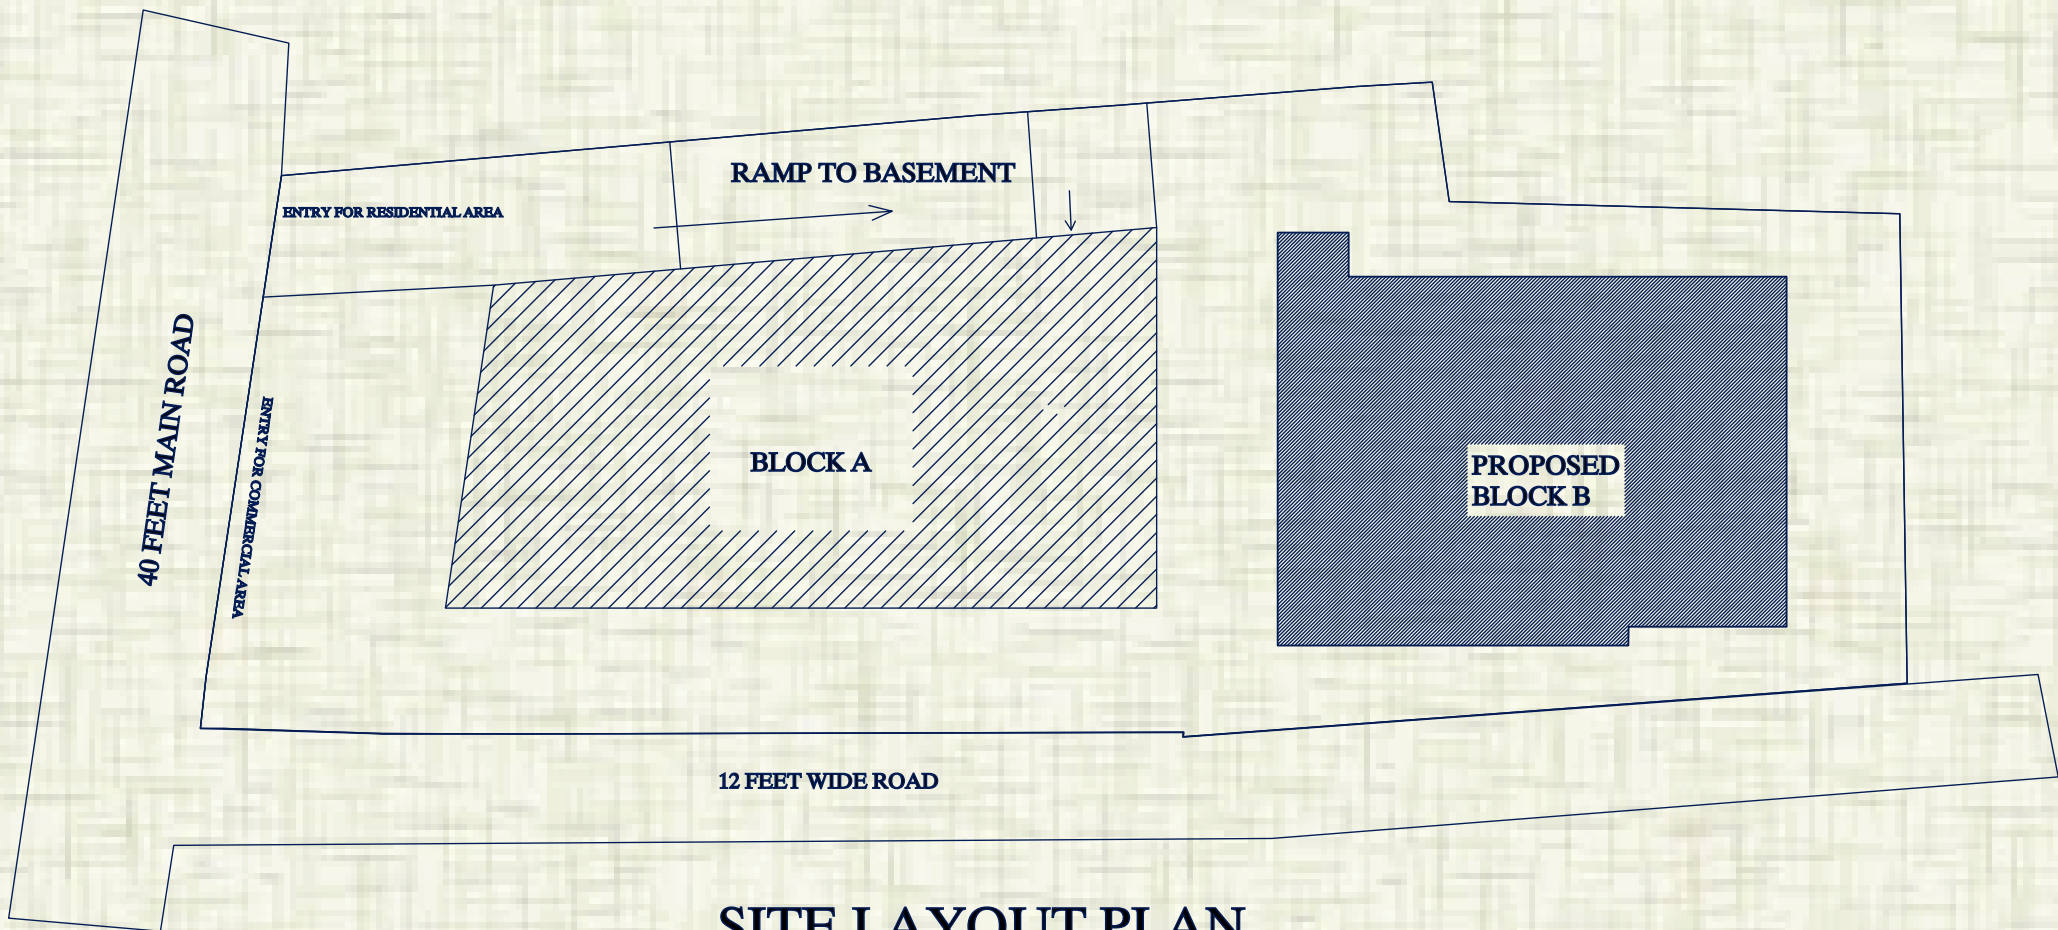 RAMP TO BASEMENT
ENTRY FOR RESIDENTIAL AREA
40 FEET MAIN ROAD
ENTRY FOR COMMERCIAL AREA
BLOCK A
PROPOSED
BLOCK B
12 FEET WIDE ROAD
SITE LAYOUT PLAN